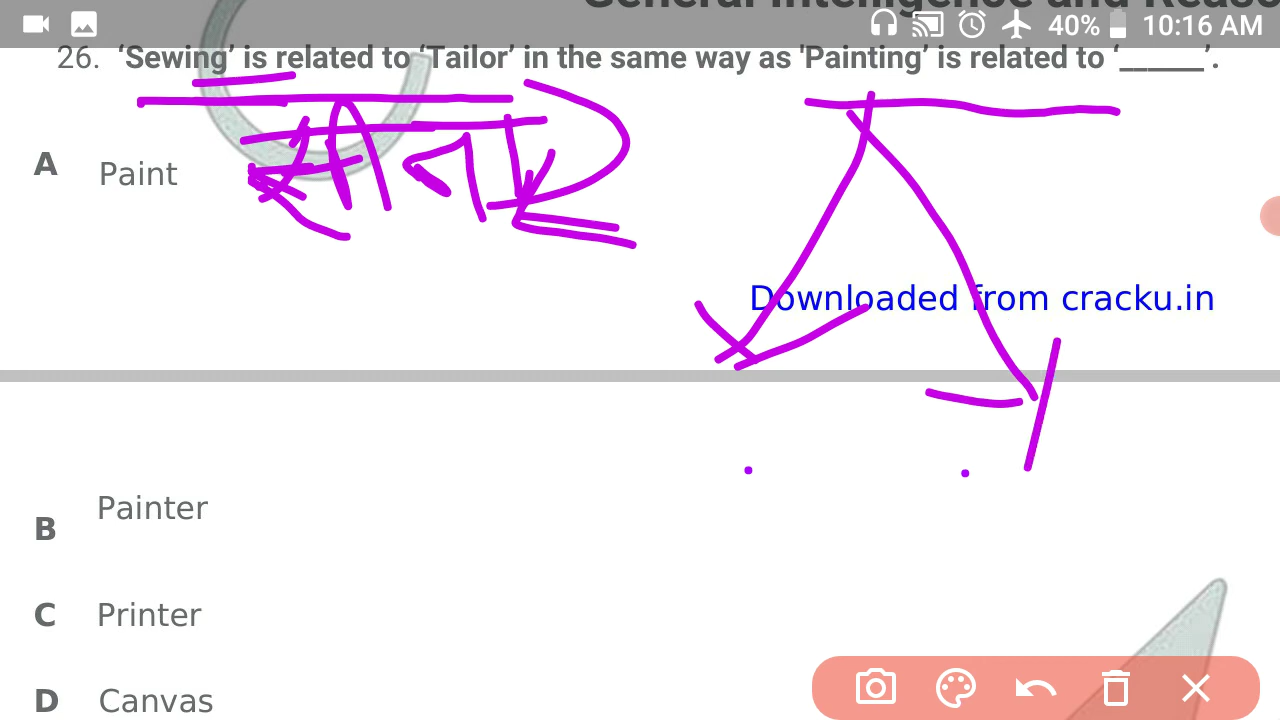 General Intelligence and Reaso
40% 10:16 AM
26. ‘Sewing’ is related to ‘Tailor’ in the same way as 'Painting’ is related to ‘______’.
A Paint
Downloaded from cracku.in
B Painter
C Printer
D Canvas